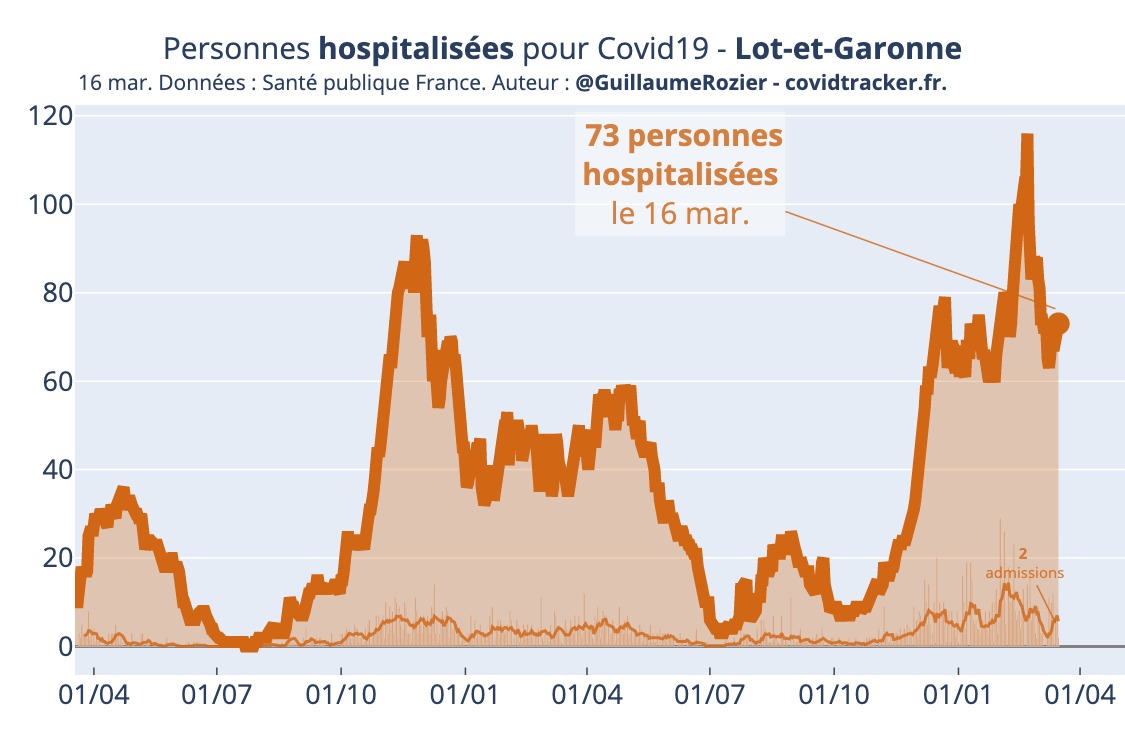 Personnes hospitalisées pour Covid19 - Lot-et-Garonne
16 mar. Données : Santé publique France. Auteur : @GuillaumeRozier - covidtracker.fr.
120
73 personnes
hospitalisées
le 16 mar.
100
80
60
40
20
2
admissions
0
01/04 01/07 01/10 01/01 01/04 01/07 01/10 01/01 01/04